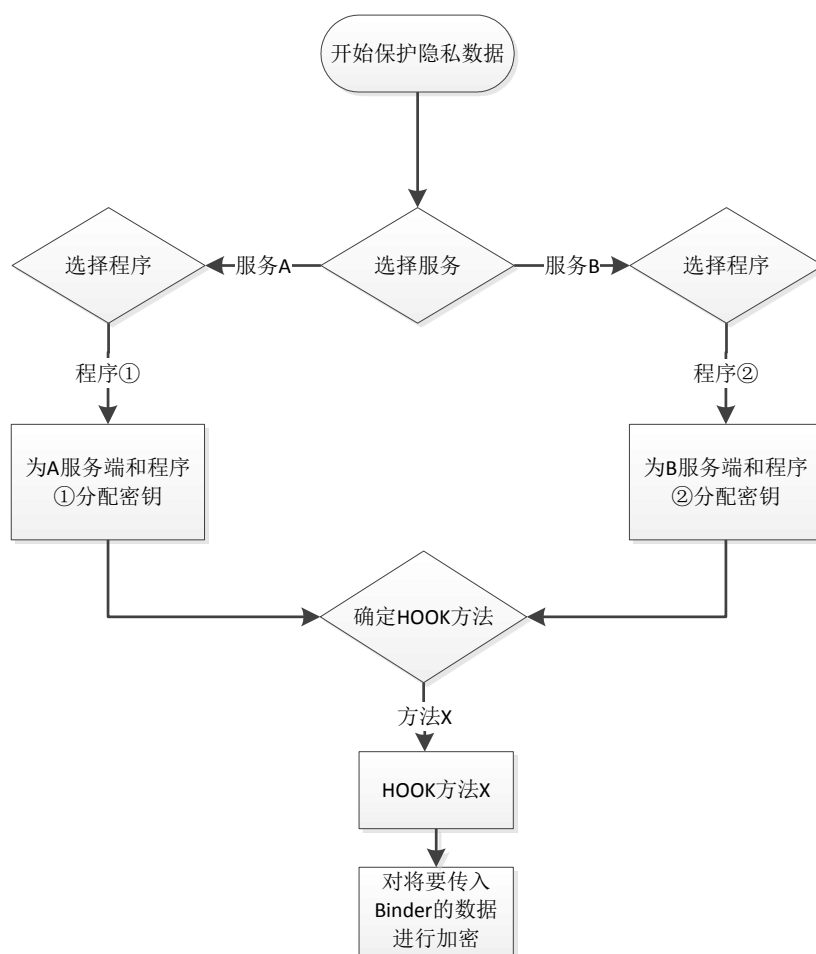 开始保护隐私数据
选择程序
服务A
选择服务
服务B
选择程序
程序①
程序②
为A服务端和程序
①分配密钥
为B服务端和程序
②分配密钥
确定HOOK方法
方法X
HOOK方法X
对将要传入
Binder的数据
进行加密